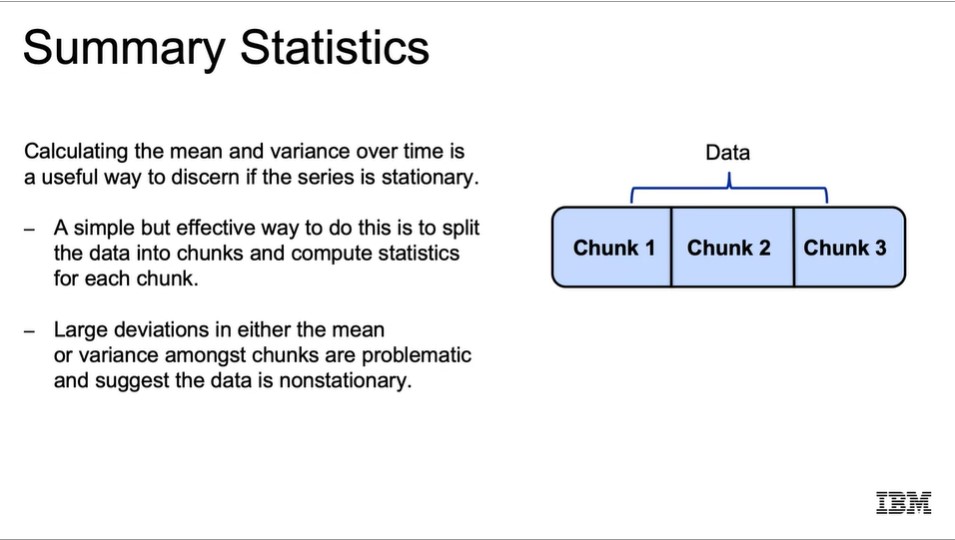 Summary Statistics
Calculating the mean and variance over time is
a useful way to discern if the series is stationary.
– A simple but effective way to do this is to split
the data into chunks and compute statistics
for each chunk.
– Large deviations in either the mean
or variance amongst chunks are problematic
and suggest the data is nonstationary.
Data
Chunk 1 Chunk 2 Chunk 3
IBM